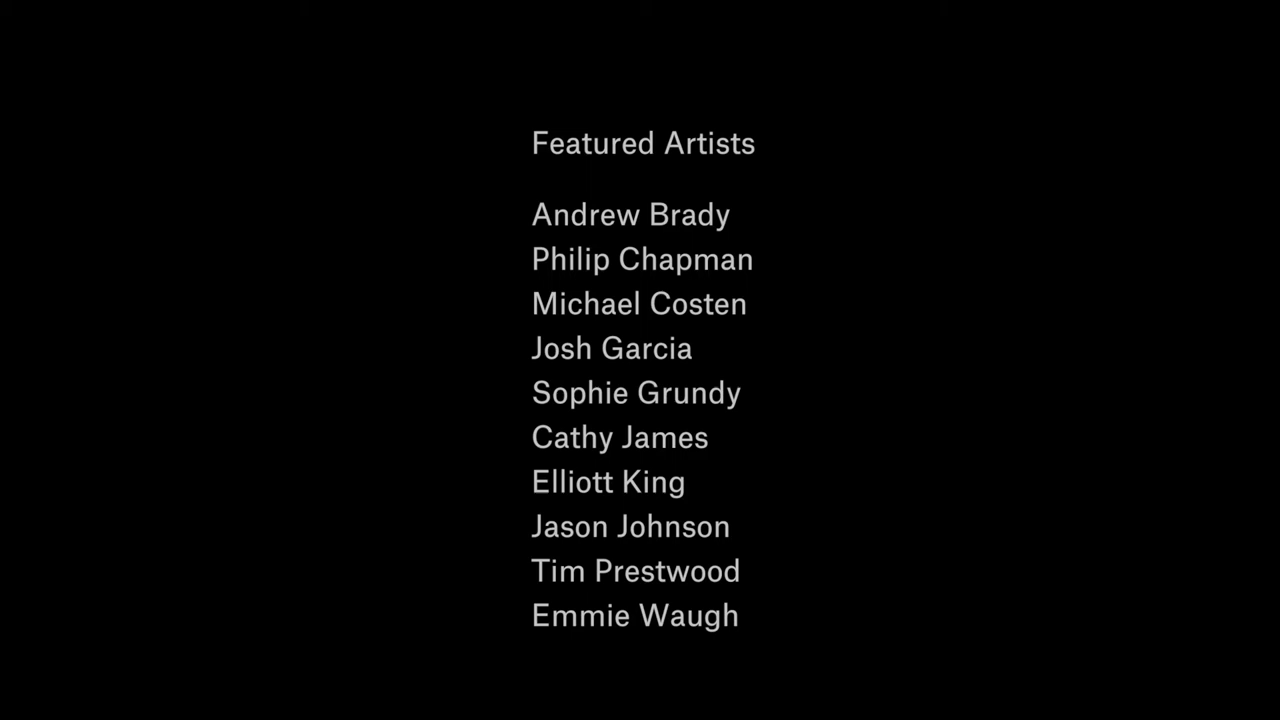 Featured Artists
Andrew Brady
Philip Chapman
Michael Costen
Josh Garcia
Sophie Grundy
Cathy James
Elliott King
Jason Johnson
Tim Prestwood
Emmie Waugh